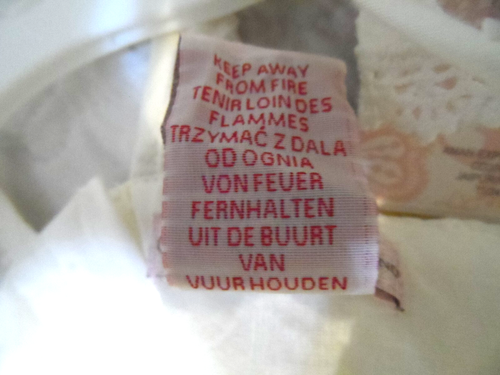 KEEP AWAY
FROM FIRE
TENIR LOIN DES
FLAMMES
TRZYMAĆ Z DALA
OD OGNIA
VON FEUER
FERNHALTEN
UIT DE BUURT
VAN
VUUR HOUDEN